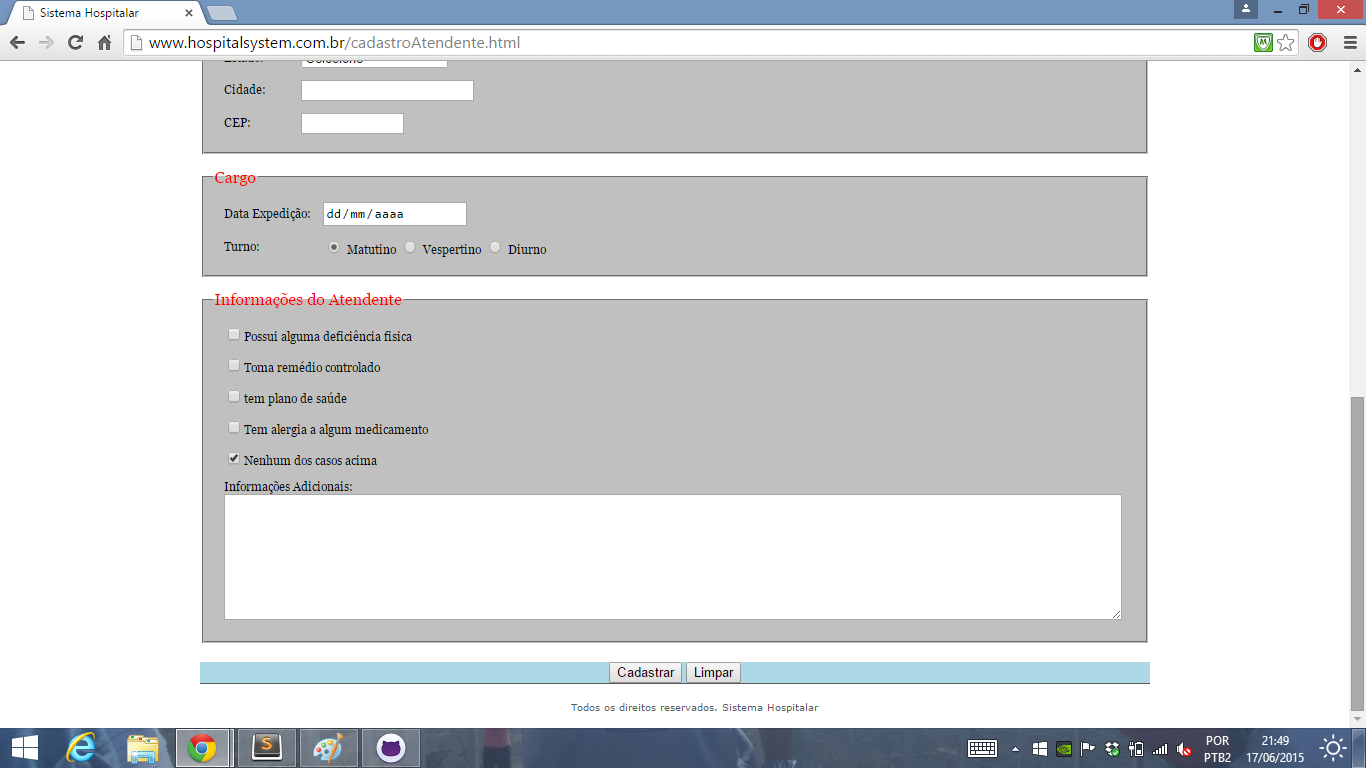 Sistema Hospitalar
www.hospitalsystem.com.br/cadastroAtendente.html
Cidade:
CEP:
Cargo
Data Expedição: dd/mm/aaaa
Turno: Matutino Vespertino Diurno
Informações do Atendente
Possui alguma deficiência fisica
Toma remédio controlado
tem plano de saúde
Tem alergia a algum medicamento
Nenhum dos casos acima
Informações Adicionais:
Cadastrar Limpar
Todos os direitos reservados. Sistema Hospitalar
POR 21:49
PTB2 17/06/2015